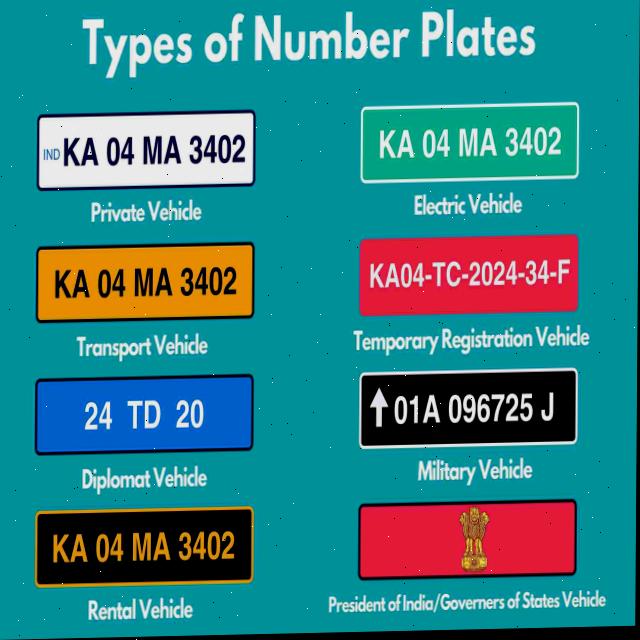 Types of Number Plates
IND KA 04 MA 3402
Private Vehicle
KA 04 MA 3402
Electric Vehicle
KA 04 MA 3402
Transport Vehicle
KA04-TC-2024-34-F
Temporary Registration Vehicle
24 TD 20
Diplomat Vehicle
↑ 01A 096725 J
Military Vehicle
KA 04 MA 3402
Rental Vehicle
President of India/Governers of States Vehicle